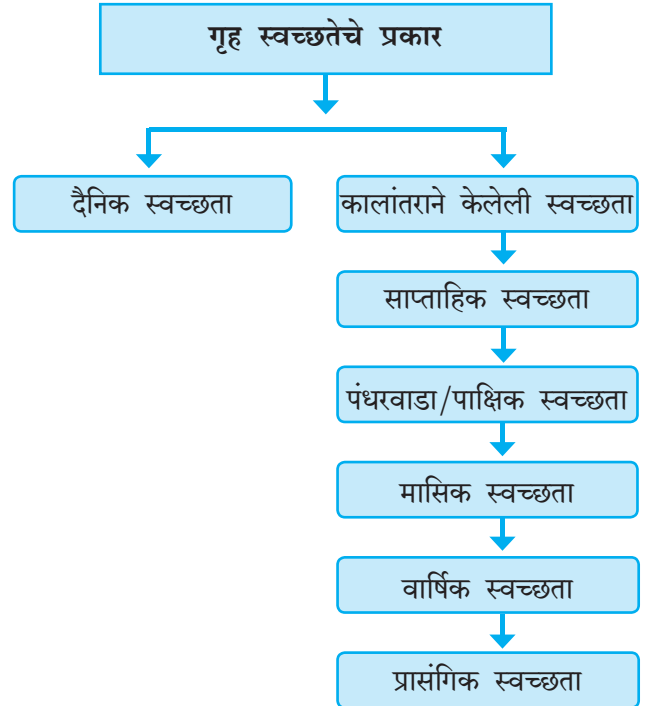 गृह स्वच्छतेचे प्रकार
दैनिक स्वच्छता
कालांतराने केलेली स्वच्छता
साप्ताहिक स्वच्छता
पंधरवाडा/पाक्षिक स्वच्छता
मासिक स्वच्छता
वार्षिक स्वच्छता
प्रासंगिक स्वच्छता